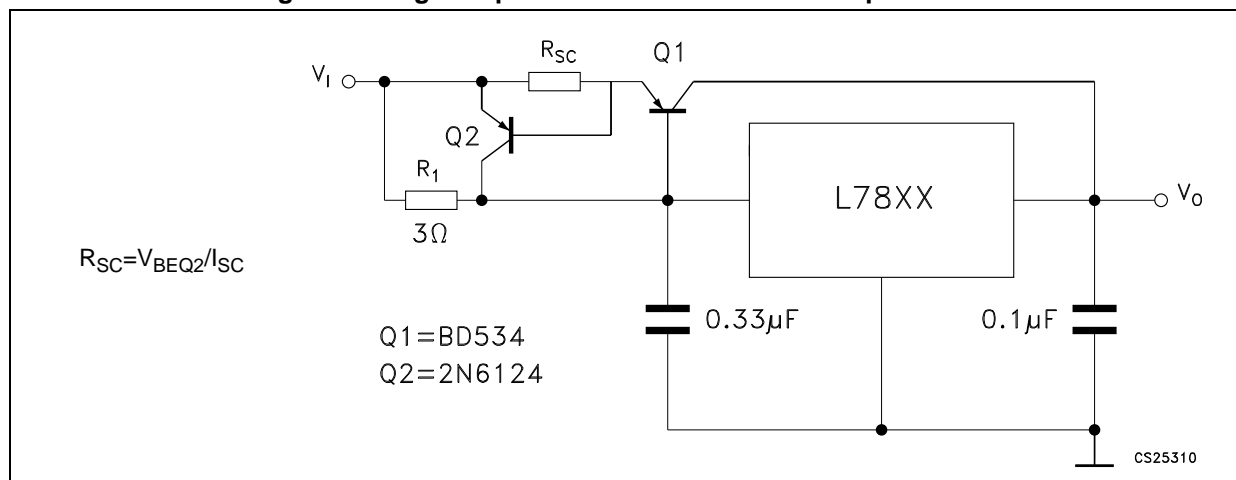 R_SC
Q1
V_I
Q2
R_1
3Ω
L78XX
V_O
R_SC=V_BEQ2/I_SC
0.33µF
0.1µF
Q1=BD534
Q2=2N6124
CS25310